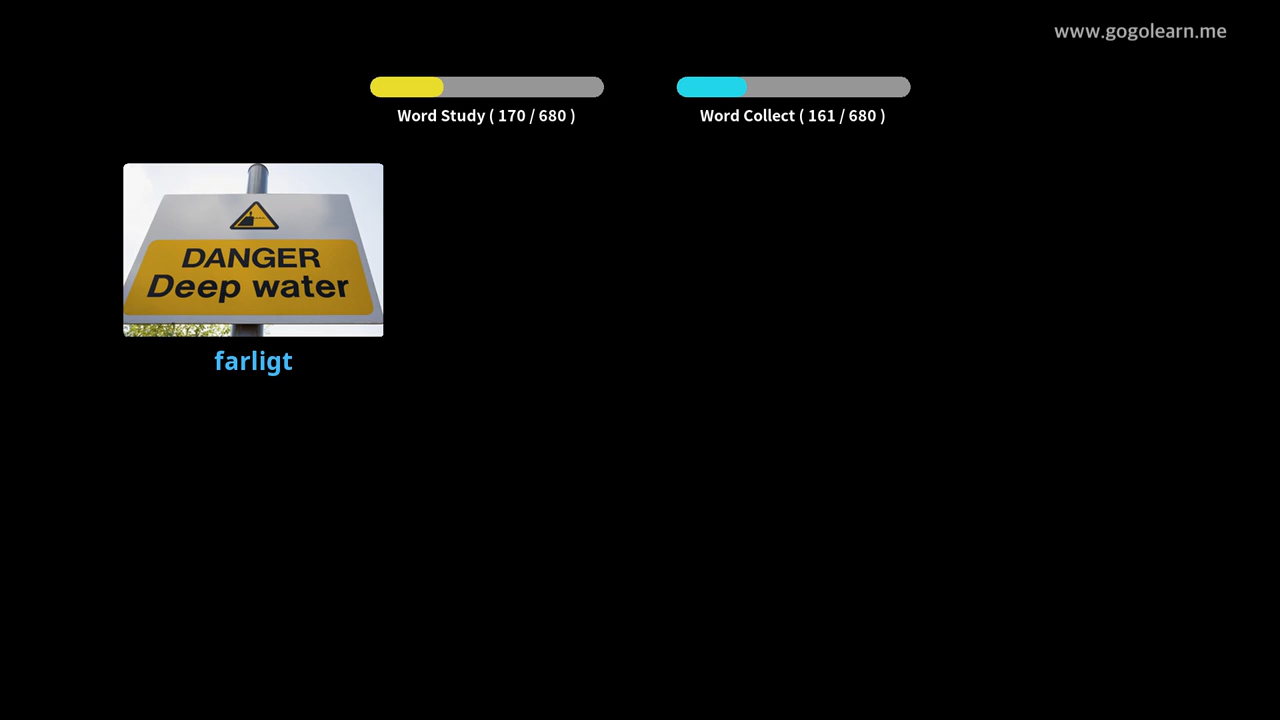 www.gogolearn.me
Word Study ( 170 / 680 )
Word Collect ( 161 / 680 )
DANGER
Deep water
farligt